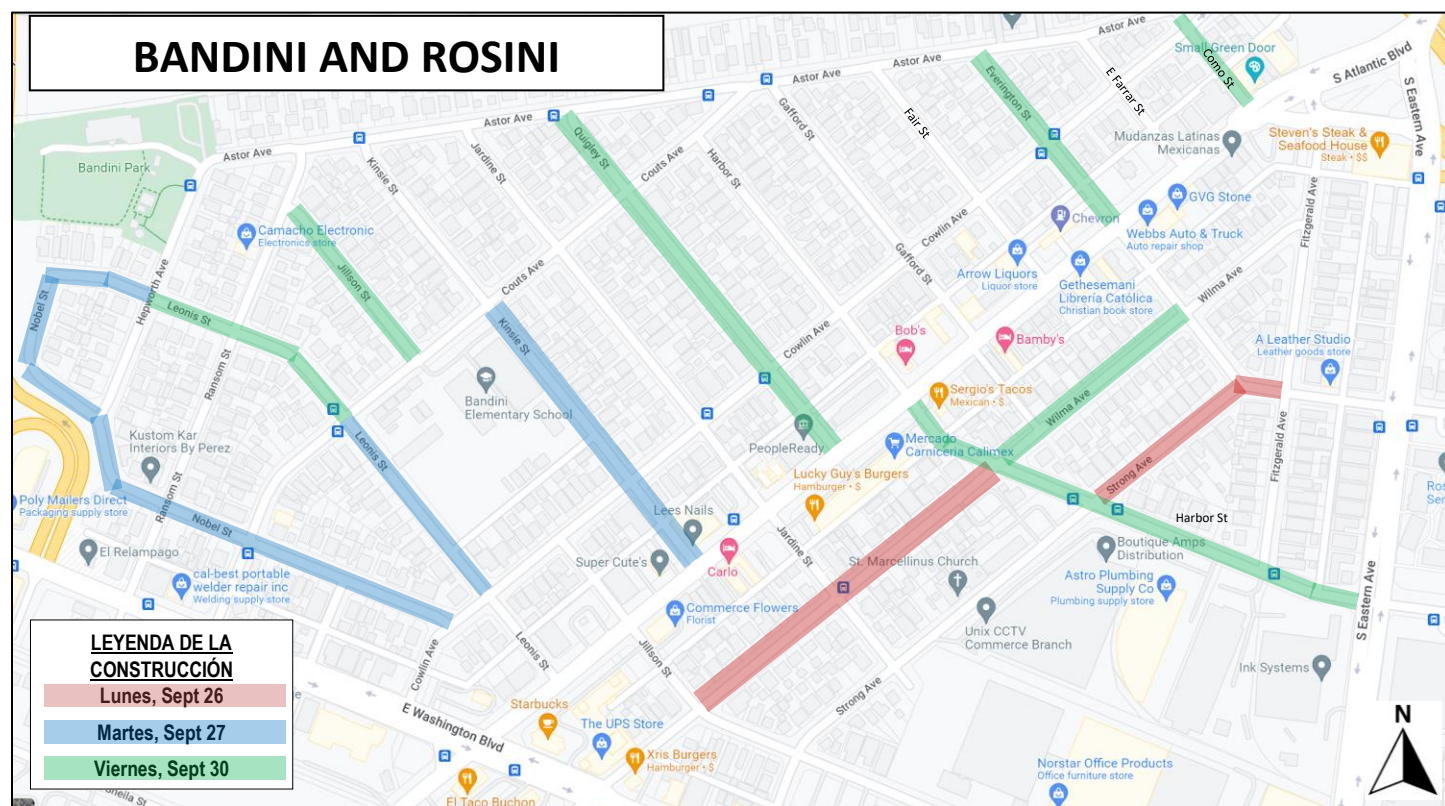 BANDINI AND ROSINI
Astor Ave
Small Green Door
Como St
S Atlantic Blvd
S Eastern Ave
Astor Ave
Astor Ave
Everington St
E Farrar St
Fair St
Gafford St
Mudanzas Latinas
Mexicanas
Steven's Steak &
Seafood House
Steak • $$
Astor Ave
Quigley St
Couts Ave
Harbor St
Jardine St
Kinsie St
Astor Ave
Bandini Park
GVG Stone
Chevron
Webbs Auto & Truck
Auto repair shop
Fitzgerald Ave
Cowlin Ave
Gafford St
Camacho Electronic
Electronics store
Arrow Liquors
Liquor store
Gethesemani
Librería Católica
Christian book store
Wilma Ave
Jillson St
Couts Ave
Hepworth Ave
Nobel St
Leonis St
Kinsie St
Cowlin Ave
Bob's
Bamby's
A Leather Studio
Leather goods store
Ransom St
Bandini
Elementary School
Sergio's Tacos
Mexican • $
Wilma Ave
Kustom Kar
Interiors By Perez
Leonis St
PeopleReady
Mercado
Carniceria Calimex
Lucky Guy's Burgers
Hamburger • $
Strong Ave
Fitzgerald Ave
Poly Mailers Direct
Packaging supply store
Ransom St
Nobel St
Lees Nails
Harbor St
Ros
Ser
El Relampago
cal-best portable
welder repair inc
Welding supply store
Super Cute's
Carlo
Jardine St
St. Marcellinus Church
Boutique Amps
Distribution
Astro Plumbing
Supply Co
Plumbing supply store
Commerce Flowers
Florist
Unix CCTV
Commerce Branch
S Eastern Ave
Leonis St
Jillson St
Cowlin Ave
Ink Systems
Strong Ave
E Washington Blvd
Starbucks
The UPS Store
Xris Burgers
Hamburger • $
El Taco Buchon
Norstar Office Products
Office furniture store
N
LEYENDA DE LA
CONSTRUCCIÓN
Lunes, Sept 26
Martes, Sept 27
Viernes, Sept 30